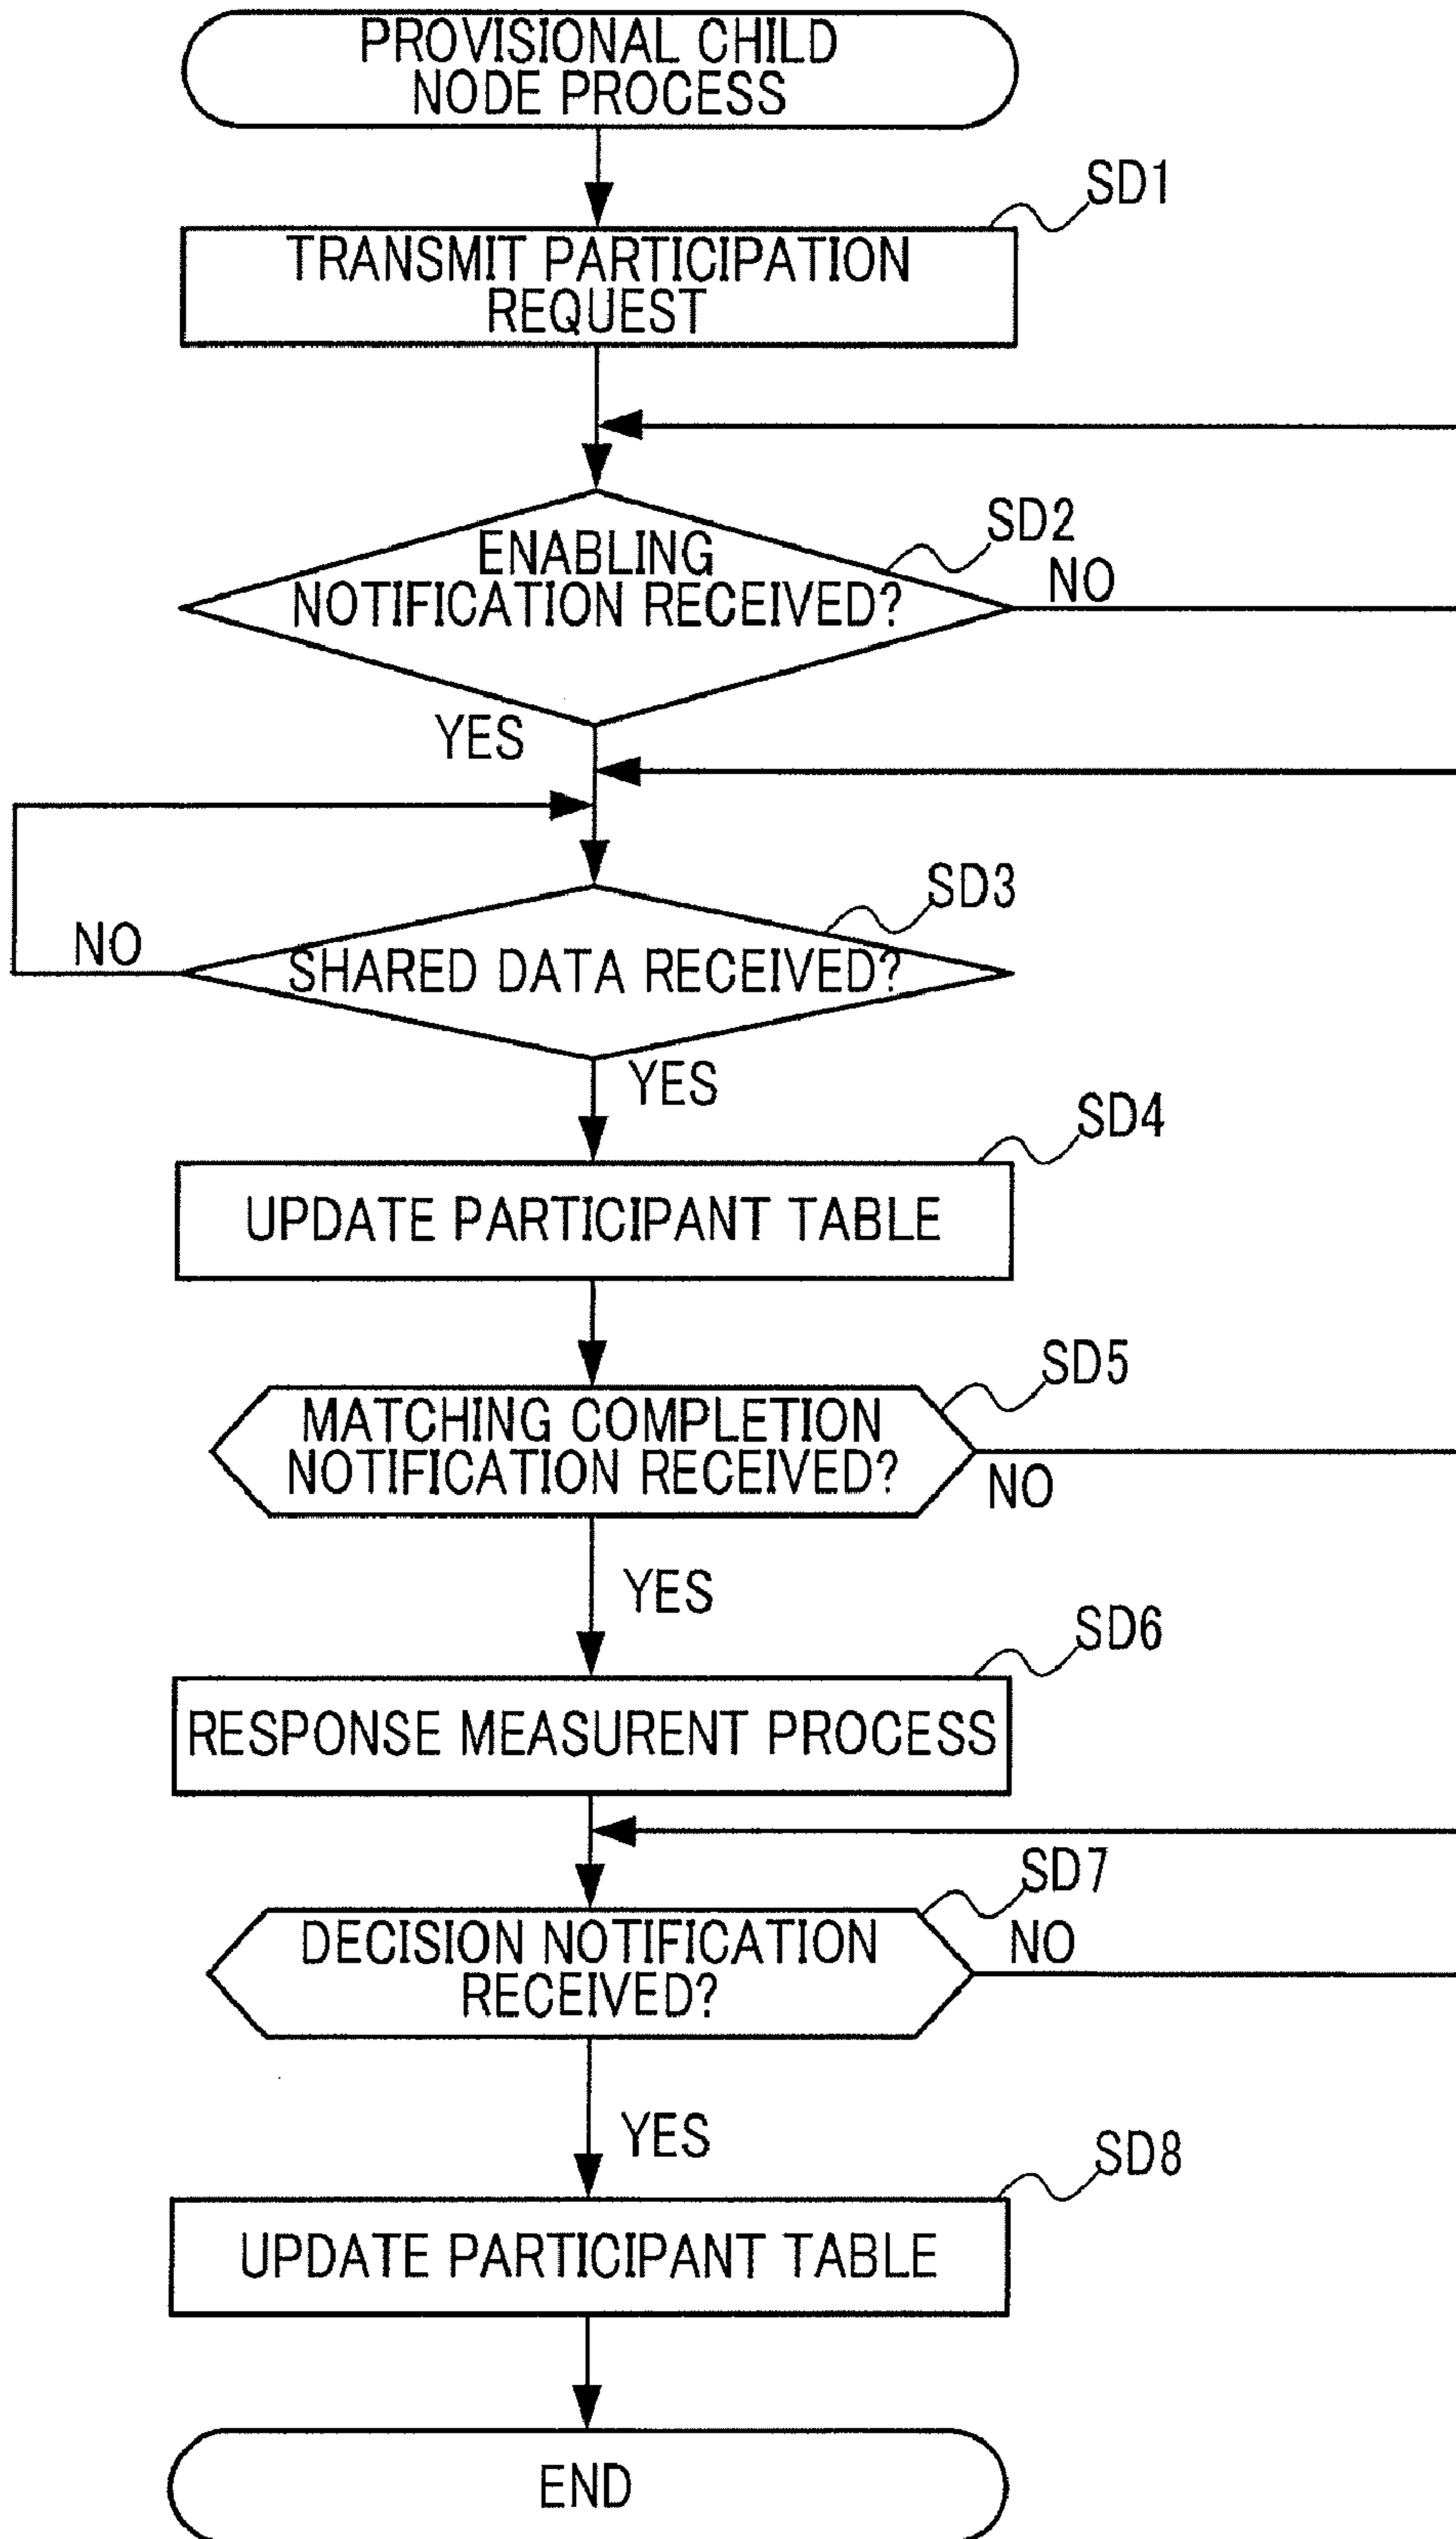 PROVISIONAL CHILD
NODE PROCESS
SD1
TRANSMIT PARTICIPATION
REQUEST
SD2
ENABLING
NOTIFICATION RECEIVED?
NO
YES
SD3
NO
SHARED DATA RECEIVED?
YES
SD4
UPDATE PARTICIPANT TABLE
SD5
MATCHING COMPLETION
NOTIFICATION RECEIVED?
NO
YES
SD6
RESPONSE MEASURENT PROCESS
SD7
DECISION NOTIFICATION
RECEIVED?
NO
YES
SD8
UPDATE PARTICIPANT TABLE
END